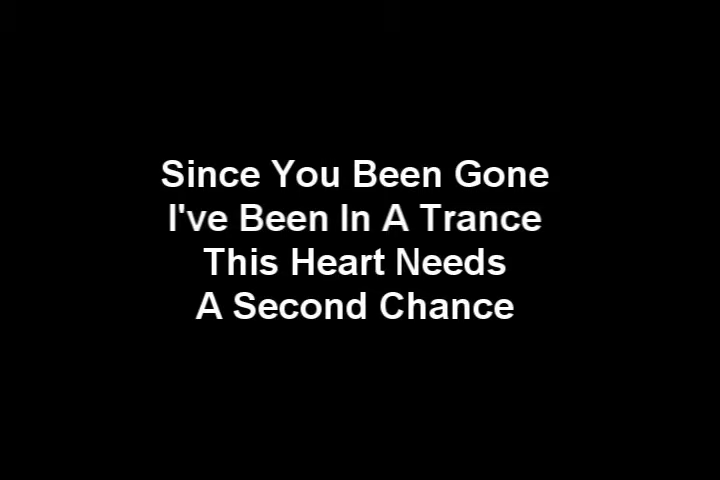 Since You Been Gone
I've Been In A Trance
This Heart Needs
A Second Chance